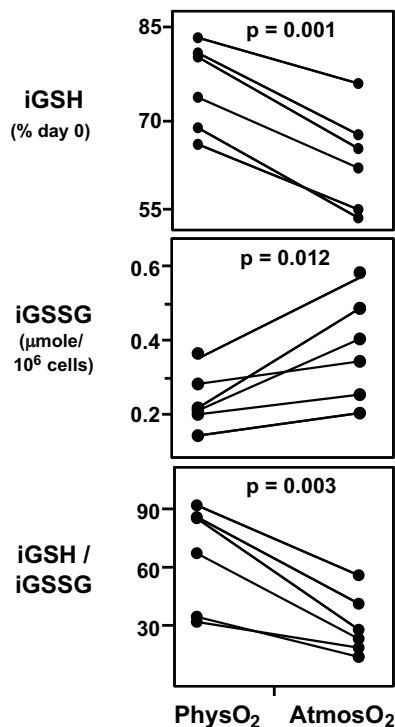 85
p = 0.001
iGSH
(% day 0)
70
55
0.6
p = 0.012
iGSSG
(μmole/
10⁶ cells)
0.4
0.2
p = 0.003
90
iGSH /
iGSSG
60
30
PhysO₂ AtmosO₂